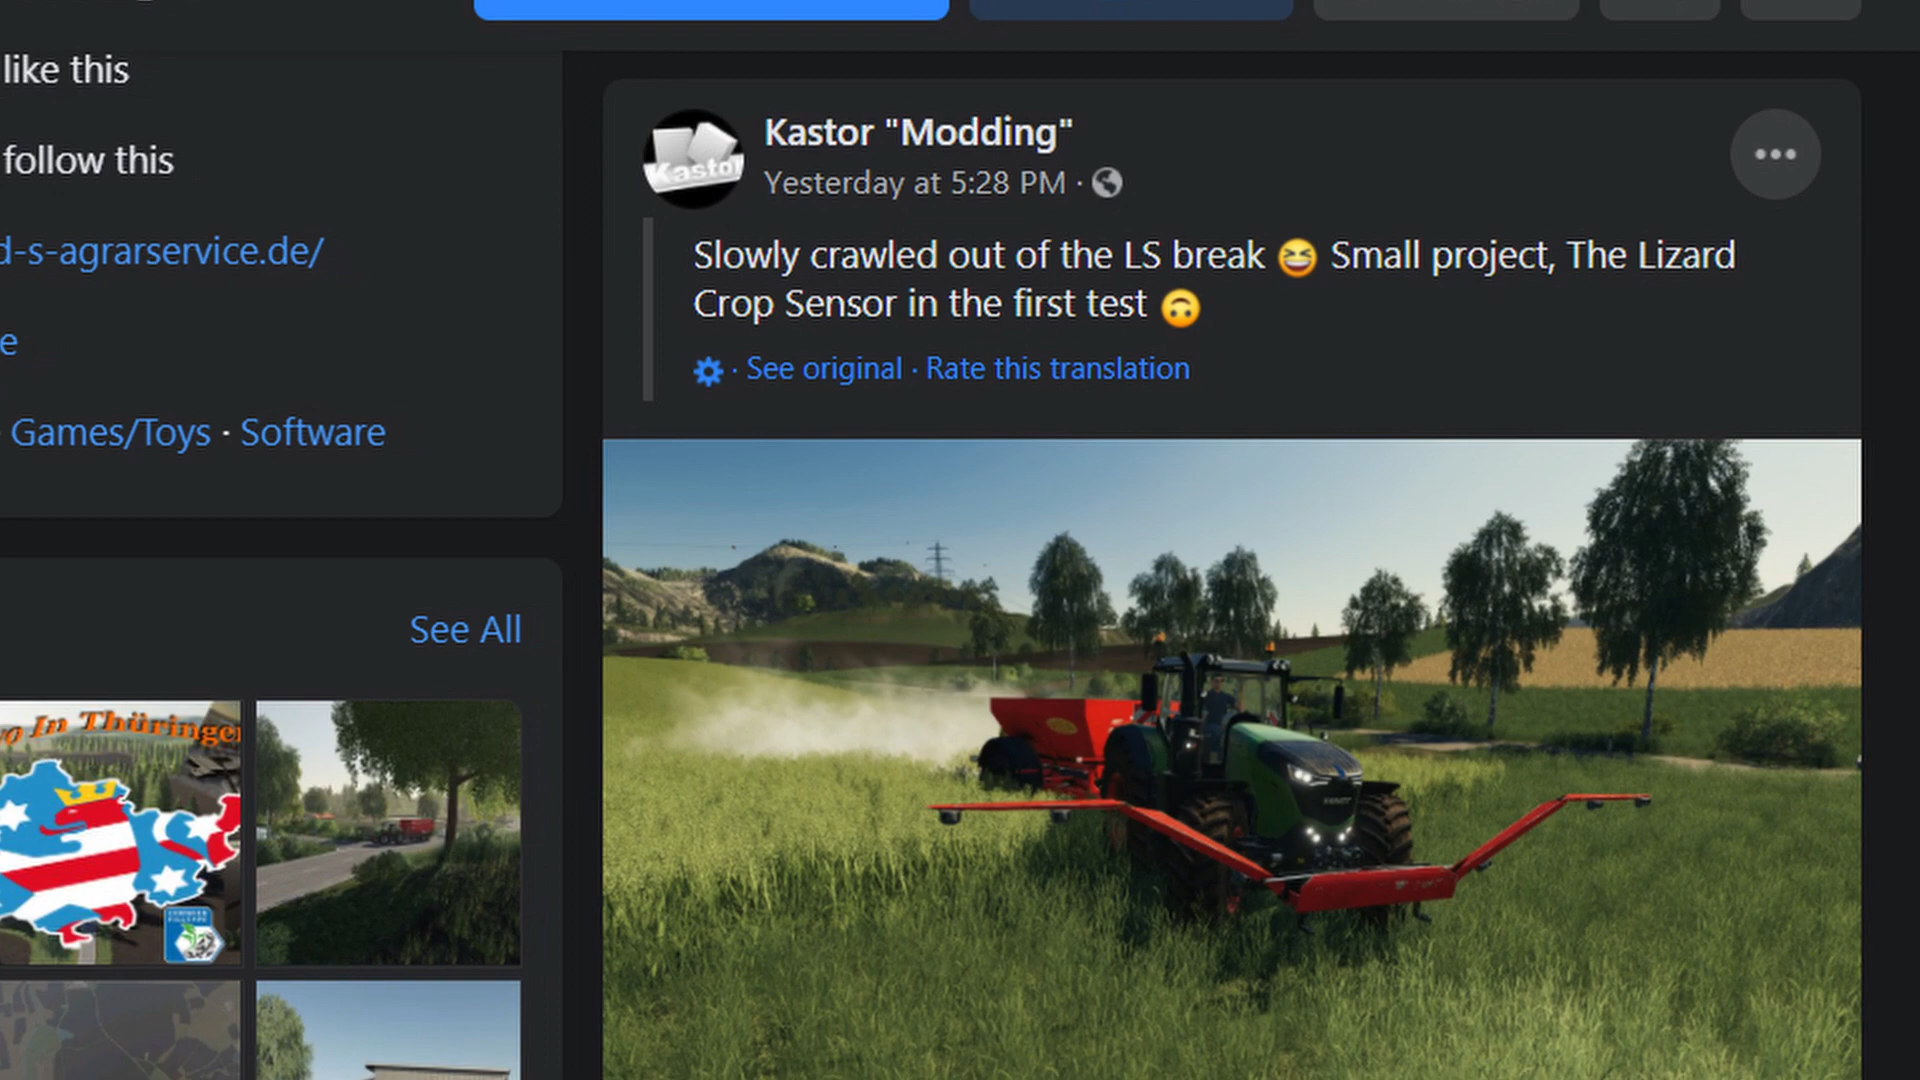 like this
follow this
d-s-agrarservice.de/
e
Games/Toys · Software
See All
o In Thüringen
Kastor
Kastor "Modding"
Yesterday at 5:28 PM ·
Slowly crawled out of the LS break 😆 Small project, The Lizard
Crop Sensor in the first test 🙃
· See original · Rate this translation